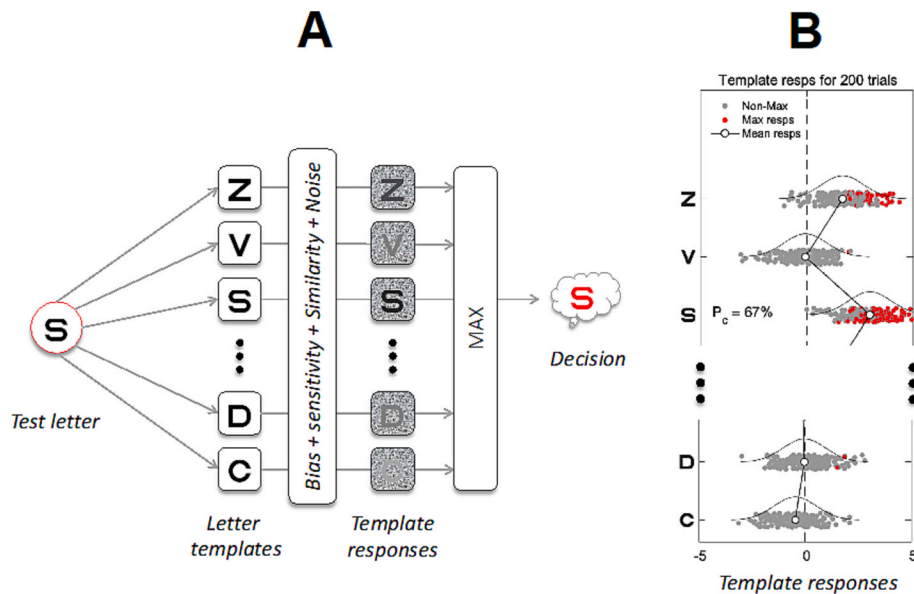 A
B
Template resps for 200 trials
Non-Max
Max resps
Mean resps
S
Test letter
Z
V
S
D
C
Letter
templates
Bias + sensitivity + Similarity + Noise
Z
V
S
D
C
Template
responses
MAX
S
Decision
Z
V
S
P_c = 67%
D
C
-5
0
5
Template responses